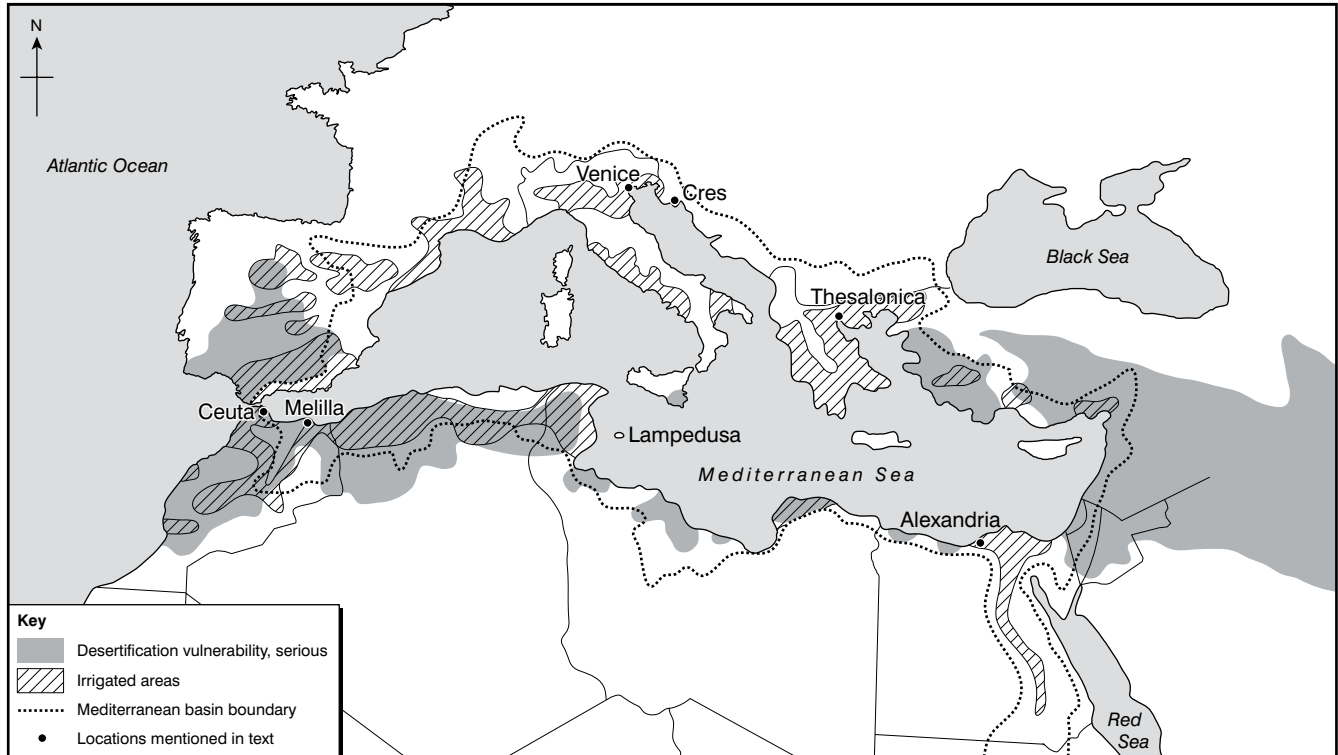 N
Atlantic Ocean
Venice
Cres
Black Sea
Thesalonica
Ceuta
Melilla
Lampedusa
Mediterranean Sea
Alexandria
Key
Desertification vulnerability, serious
Irrigated areas
Mediterranean basin boundary
Locations mentioned in text
Red
Sea